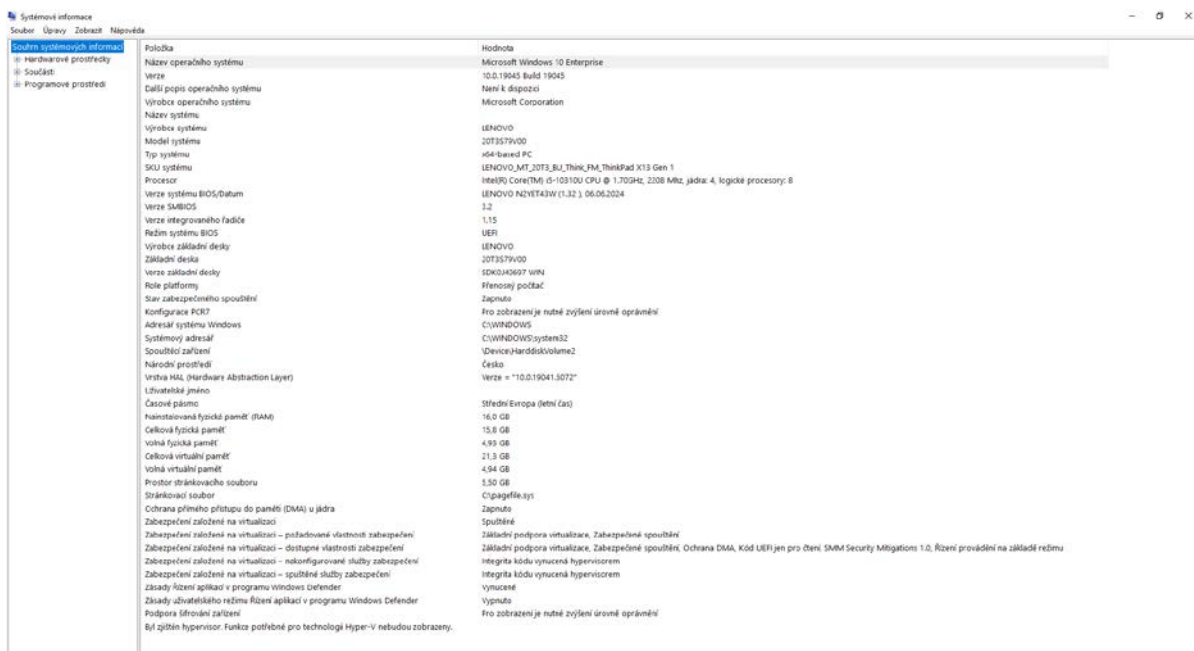 Systémové informace
Soubor Úpravy Zobrazit Nápověda
Souhrn systémových informací
Hardwarové prostředky
Součásti
Programové prostředí
Položka Hodnota
Název operačního systému Microsoft Windows 10 Enterprise
Verze 10.0.19045 Build 19045
Další popis operačního systému Není k dispozici
Výrobce operačního systému Microsoft Corporation
Název systému
Výrobce systému LENOVO
Model systému 20T3S79V00
Typ systému x64-based PC
SKU systému LENOVO_MT_20T3_BU_Think_FM_ThinkPad X13 Gen 1
Procesor Intel(R) Core(TM) i5-10310U CPU @ 1.70GHz, 2208 Mhz, jádra: 4, logické procesory: 8
Verze systému BIOS/Datum LENOVO N2YET43W (1.32 ), 06.06.2024
Verze SMBIOS 3.2
Verze integrovaného řadiče 1.15
Režim systému BIOS UEFI
Výrobce základní desky LENOVO
Základní deska 20T3S79V00
Verze základní desky SDK0J40697 WIN
Role platformy Přenosný počítač
Stav zabezpečeného spouštění Zapnuto
Konfigurace PCR7 Pro zobrazení je nutné zvýšení úrovně oprávnění
Adresář systému Windows C:\WINDOWS
Systémový adresář C:\WINDOWS\system32
Spouštěcí zařízení \Device\HarddiskVolume2
Národní prostředí Česko
Vrstva HAL (Hardware Abstraction Layer) Verze = "10.0.19041.5072"
Uživatelské jméno
Časové pásmo Střední Evropa (letní čas)
Nainstalovaná fyzická paměť (RAM) 16,0 GB
Celková fyzická paměť 15,8 GB
Volná fyzická paměť 4,93 GB
Celková virtuální paměť 21,3 GB
Volná virtuální paměť 4,94 GB
Prostor stránkovacího souboru 5,50 GB
Stránkovací soubor C:\pagefile.sys
Ochrana přímého přístupu do paměti (DMA) u jádra Zapnuto
Zabezpečení založené na virtualizaci Spuštěné
Zabezpečení založené na virtualizaci – požadované vlastnosti zabezpečení Základní podpora virtualizace, Zabezpečené spouštění
Zabezpečení založené na virtualizaci – dostupné vlastnosti zabezpečení Základní podpora virtualizace, Zabezpečené spouštění, Ochrana DMA, Kód UEFI jen pro čtení, SMM Security Mitigations 1.0, Řízení provádění na základě režimu
Zabezpečení založené na virtualizaci – nakonfigurované služby zabezpečení Integrita kódu vynucená hypervisorem
Zabezpečení založené na virtualizaci – spuštěné služby zabezpečení Integrita kódu vynucená hypervisorem
Zásady Řízení aplikací v programu Windows Defender Vynucené
Zásady uživatelského režimu Řízení aplikací v programu Windows Defender Vypnuto
Podpora šifrování zařízení Pro zobrazení je nutné zvýšení úrovně oprávnění
Byl zjištěn hypervisor. Funkce potřebné pro technologii Hyper-V nebudou zobrazeny.